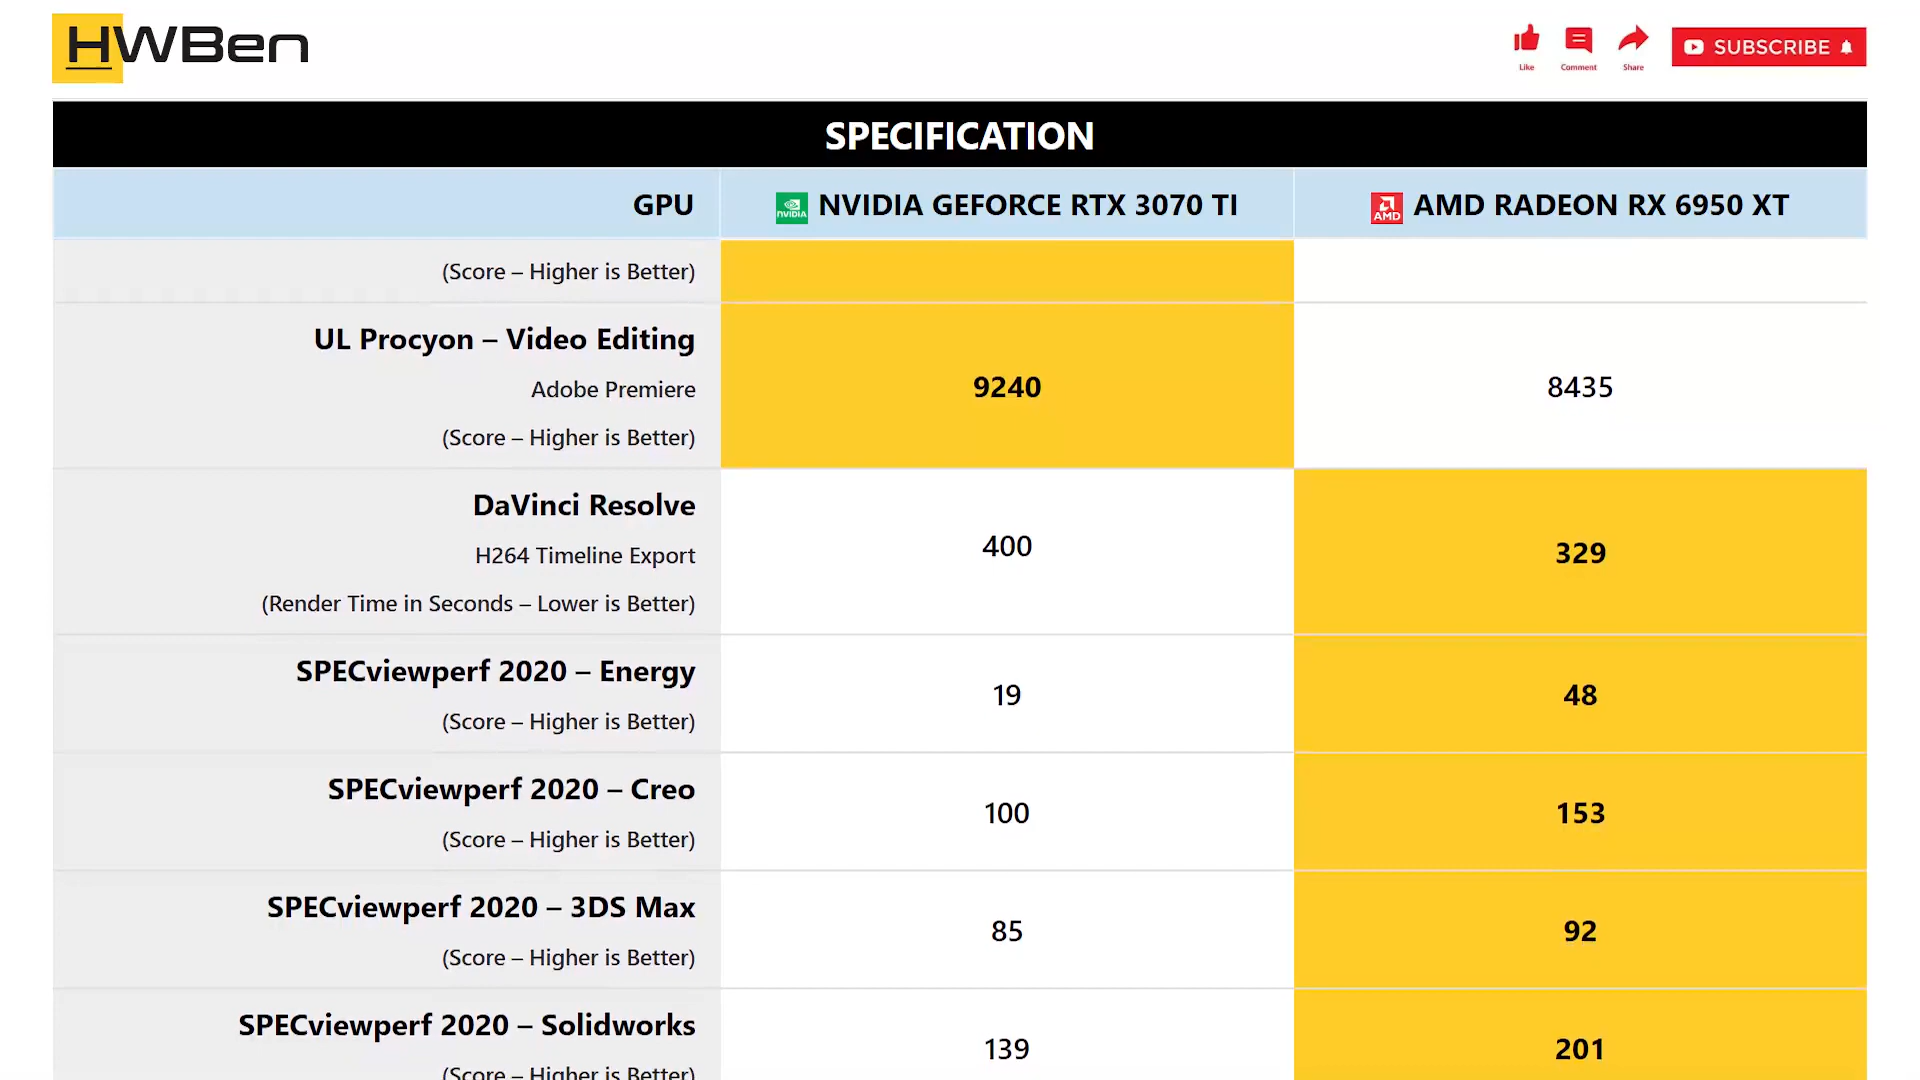 HWBen
Like
Comment
Share
SUBSCRIBE
SPECIFICATION
GPU
NVIDIA
NVIDIA GEFORCE RTX 3070 TI
AMD
AMD RADEON RX 6950 XT
(Score – Higher is Better)
UL Procyon – Video Editing
Adobe Premiere
(Score – Higher is Better)
9240
8435
DaVinci Resolve
H264 Timeline Export
(Render Time in Seconds – Lower is Better)
400
329
SPECviewperf 2020 – Energy
(Score – Higher is Better)
19
48
SPECviewperf 2020 – Creo
(Score – Higher is Better)
100
153
SPECviewperf 2020 – 3DS Max
(Score – Higher is Better)
85
92
SPECviewperf 2020 – Solidworks
(Score – Higher is Better)
139
201